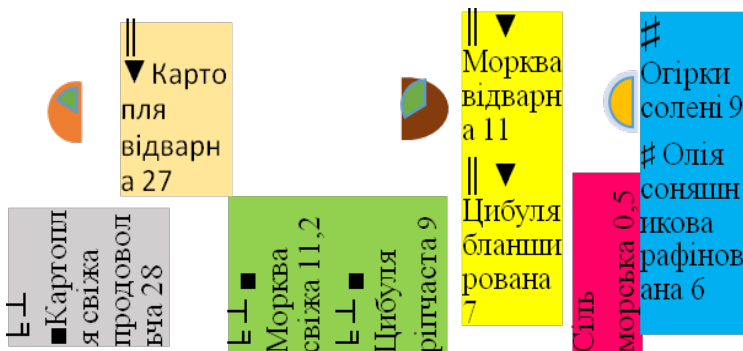 Карто
пля
відварн
а 27
Морква
відварн
а 11
Цибуля
бланши
рована
7
Огірки
солені 9
Олія
соняшн
икова
рафінов
ана 6
Картопл
я свіжа
продовол
ьча 28
Морква
свіжа 11,2
Цибуля
ріпчаста 9
Сіль
морська 0,5